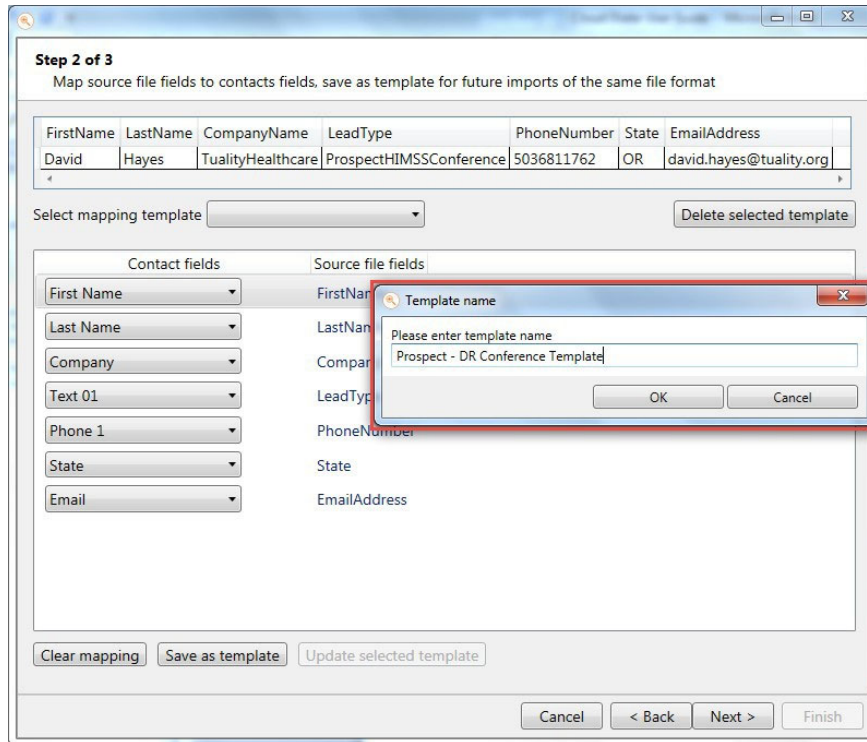 Step 2 of 3
Map source file fields to contacts fields, save as template for future imports of the same file format
FirstName LastName CompanyName LeadType PhoneNumber State EmailAddress
David Hayes TualityHealthcare ProspectHIMSSConference 5036811762 OR david.hayes@tuality.org
Select mapping template Delete selected template
Contact fields Source file fields
First Name FirstNam
Template name
Last Name LastNam
Please enter template name
Prospect - DR Conference Template
Company Compan
Text 01 LeadTyp
OK Cancel
Phone 1 PhoneNumber
State State
Email EmailAddress
Clear mapping Save as template Update selected template
Cancel < Back Next > Finish